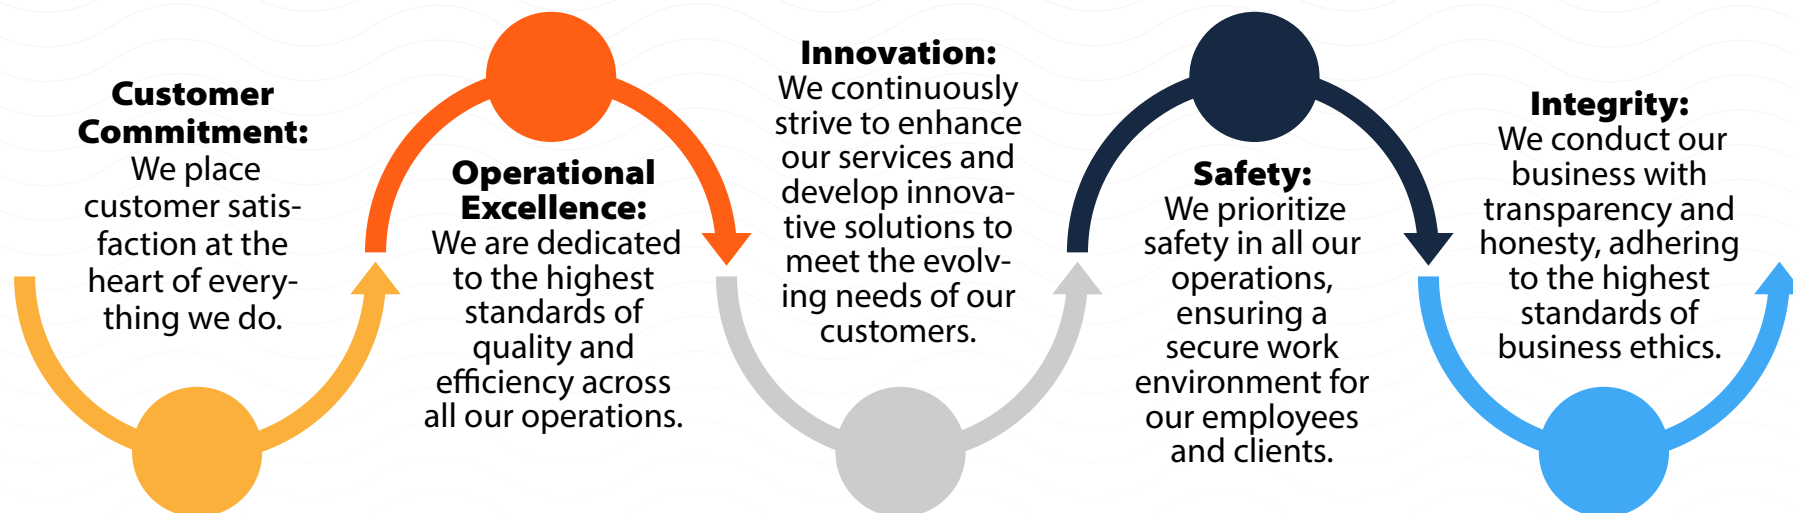 Customer
Commitment:
We place
customer satis-
faction at the
heart of every-
thing we do.
Operational
Excellence:
We are dedicated
to the highest
standards of
quality and
efficiency across
all our operations.
Innovation:
We continuously
strive to enhance
our services and
develop innova-
tive solutions to
meet the evolv-
ing needs of our
customers.
Safety:
We prioritize
safety in all our
operations,
ensuring a
secure work
environment for
our employees
and clients.
Integrity:
We conduct our
business with
transparency and
honesty, adhering
to the highest
standards of
business ethics.